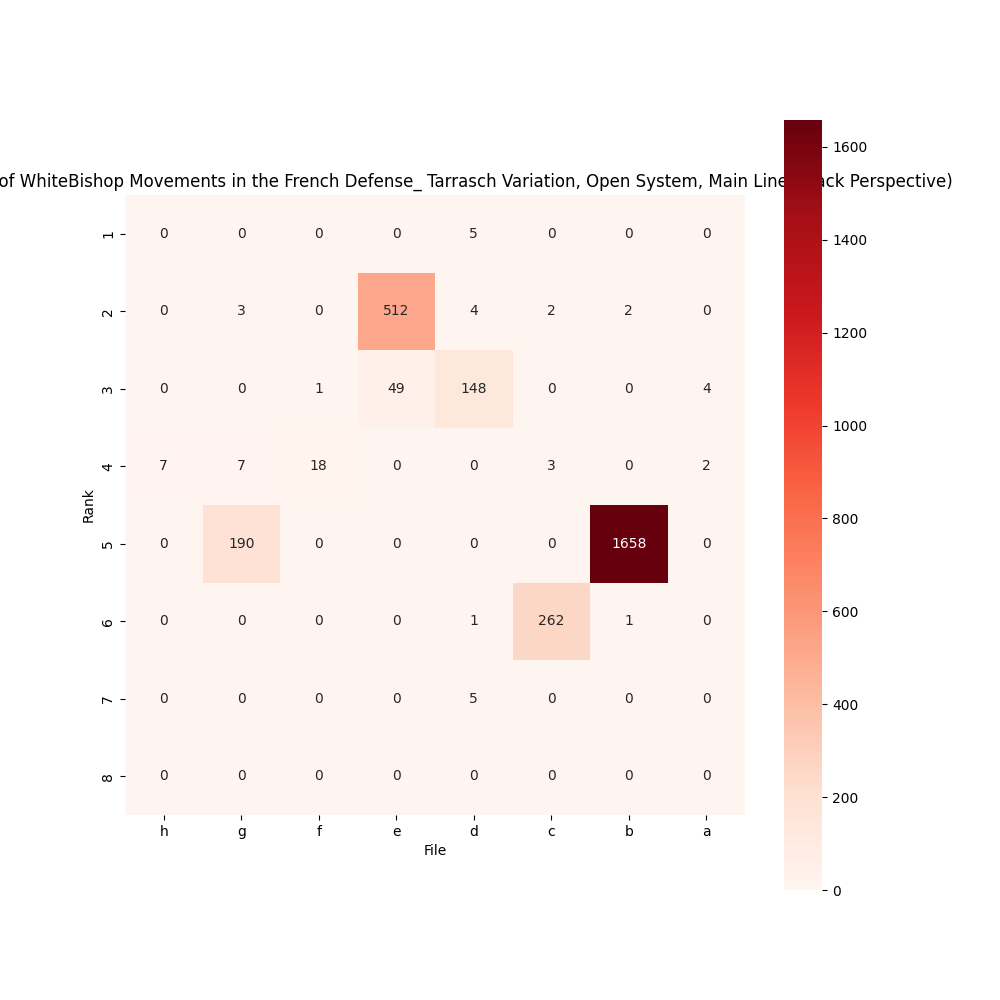 of WhiteBishop Movements in the French Defense_ Tarrasch Variation, Open System, Main Line Perspective)
1 0 0 0 0 5 0 0 0
2 0 3 0 512 4 2 2 0
3 0 0 1 49 148 0 0 4
4 7 7 18 0 0 3 0 2
5 0 190 0 0 0 0 1658 0
6 0 0 0 0 1 262 1 0
7 0 0 0 0 5 0 0 0
8 0 0 0 0 0 0 0 0
h g f e d c b a
File
Rank
1600
1400
1200
1000
800
600
400
200
0